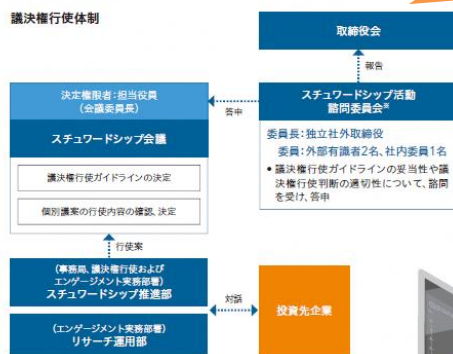 議決権行使体制
取締役会
報告
決定権限者:担当役員
(会議委員長)
スチュワードシップ会議
議決権行使ガイドラインの決定
個別議案の行使内容の確認、決定
答申
スチュワードシップ活動
諮問委員会※
委員長:独立社外取締役
委員:外部有識者2名、社内委員1名
• 議決権行使ガイドラインの妥当性や議
決権行使判断の適切性について、諮問
を受け、答申
行使案
(事務局、議決権行使および
エンゲージメント実務部署)
スチュワードシップ推進部
(エンゲージメント実務部署)
リサーチ運用部
対話
投資先企業